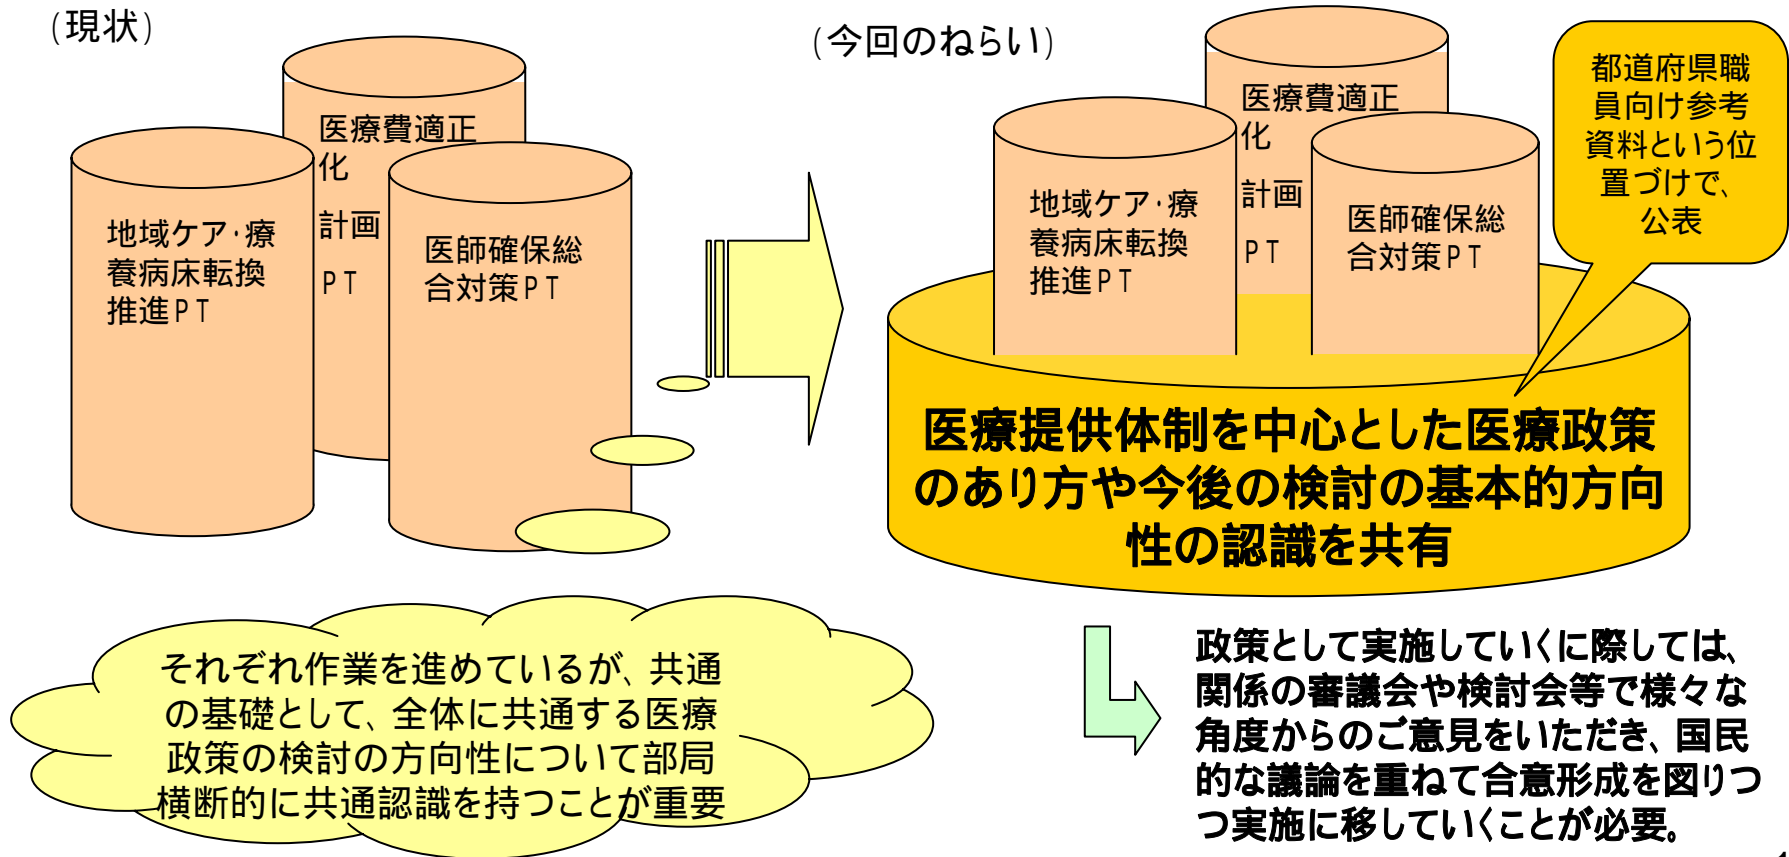 (現状)
医療費適正
化
計画
ＰＴ
地域ケア・療
養病床転換
推進ＰＴ
医師確保総
合対策ＰＴ
それぞれ作業を進めているが、共通
の基礎として、全体に共通する医療
政策の検討の方向性について部局
横断的に共通認識を持つことが重要
(今回のねらい)
医療費適正
化
計画
ＰＴ
地域ケア・療
養病床転換
推進ＰＴ
医師確保総
合対策ＰＴ
都道府県職
員向け参考
資料という位
置づけで、
公表
医療提供体制を中心とした医療政策
のあり方や今後の検討の基本的方向
性の認識を共有
政策として実施していくに際しては、
関係の審議会や検討会等で様々な
角度からのご意見をいただき、国民
的な議論を重ねて合意形成を図りつ
つ実施に移していくことが必要。